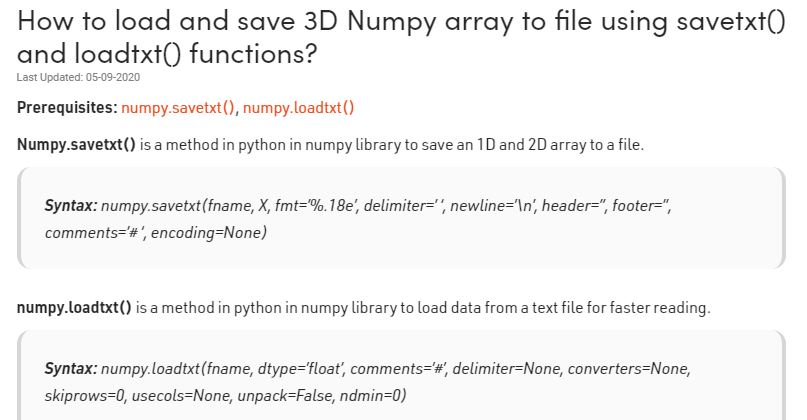 How to load and save 3D Numpy array to file using savetxt()
and loadtxt() functions?
Last Updated: 05-09-2020
Prerequisites: numpy.savetxt(), numpy.loadtxt()
Numpy.savetxt() is a method in python in numpy library to save an 1D and 2D array to a file.
Syntax: numpy.savetxt(fname, X, fmt='%.18e', delimiter=' ', newline='\n', header='', footer='',
comments='# ', encoding=None)
numpy.loadtxt() is a method in python in numpy library to load data from a text file for faster reading.
Syntax: numpy.loadtxt(fname, dtype='float', comments='#', delimiter=None, converters=None,
skiprows=0, usecols=None, unpack=False, ndmin=0)